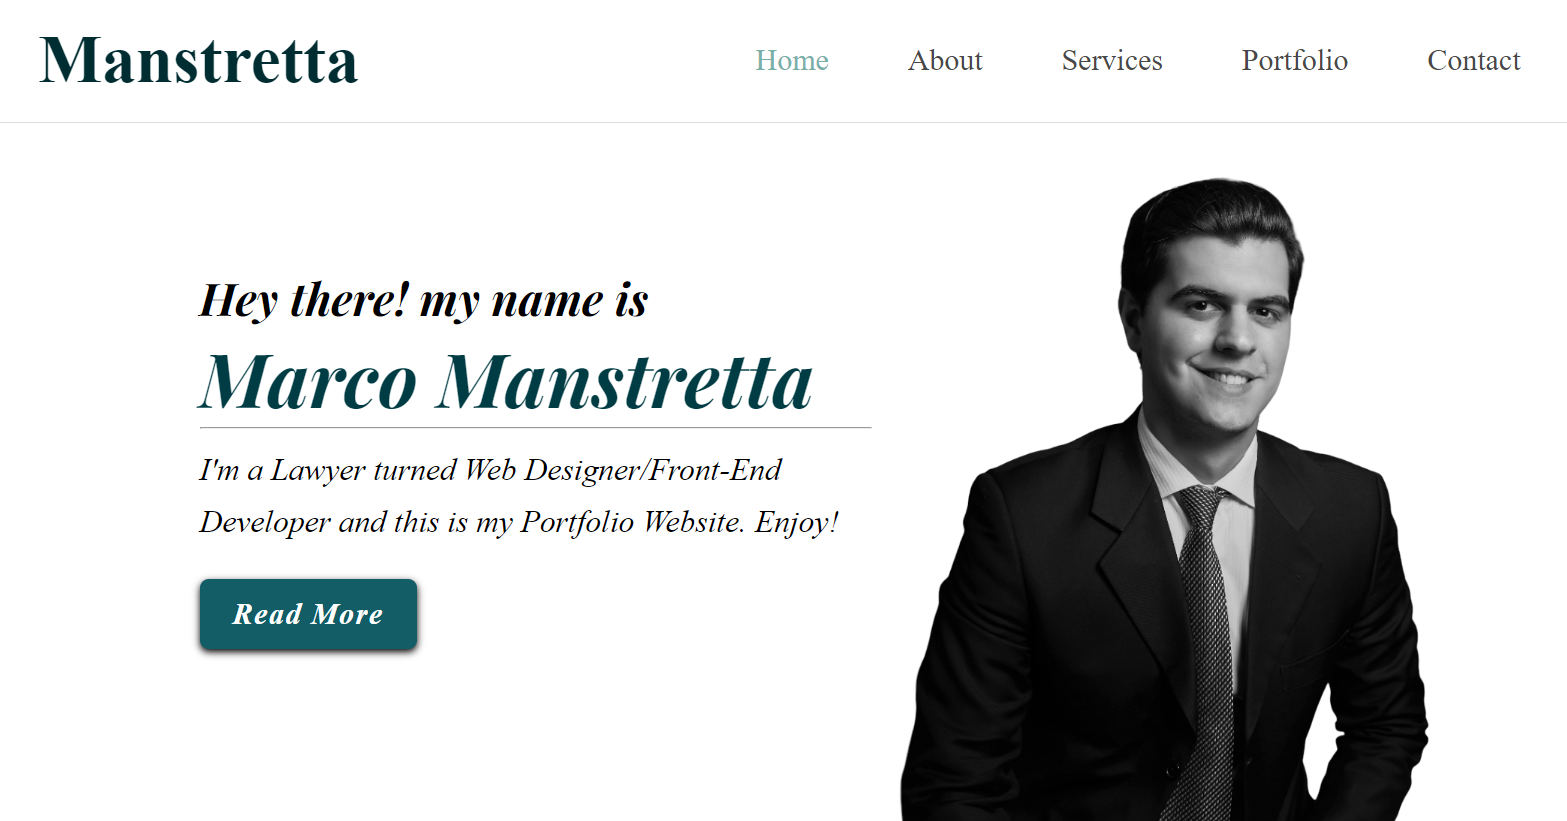 Manstretta
Home About Services Portfolio Contact
Hey there! my name is
Marco Manstretta
I'm a Lawyer turned Web Designer/Front-End
Developer and this is my Portfolio Website. Enjoy!
Read More